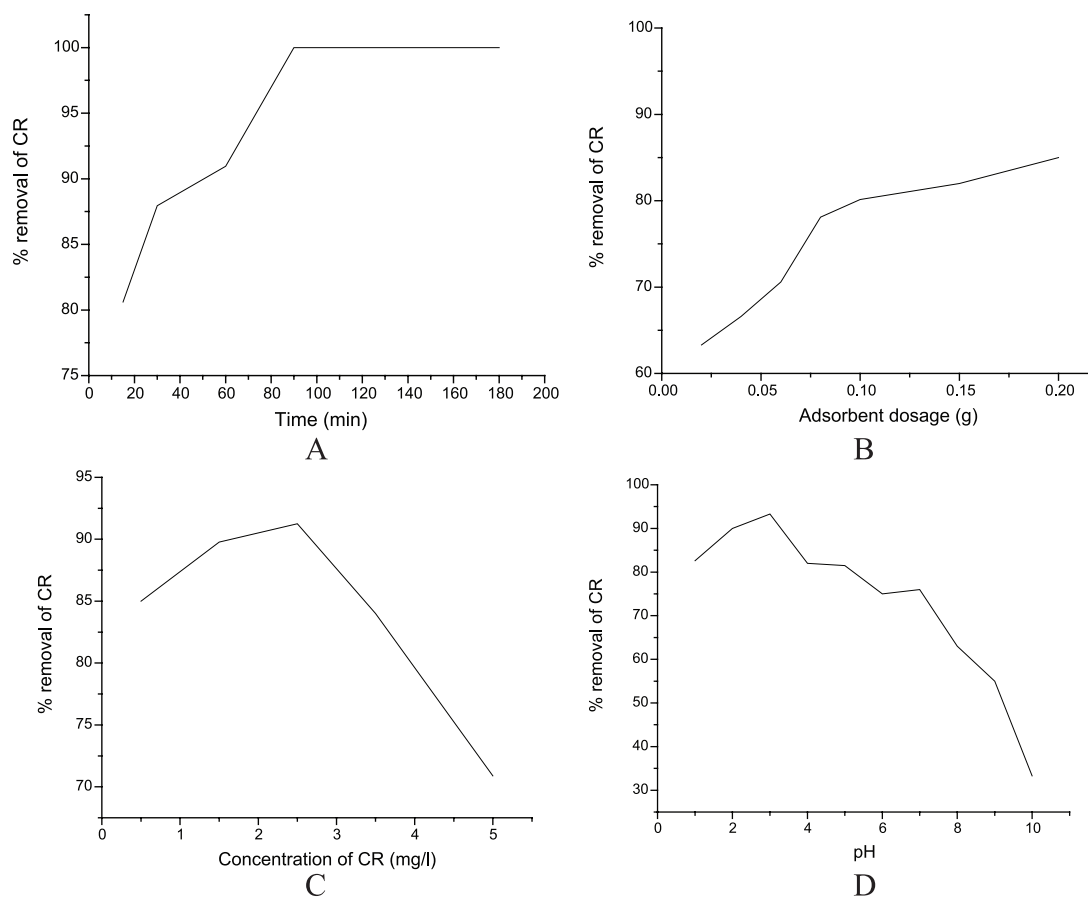 100
95
90
85
80
75
0 20 40 60 80 100 120 140 160 180 200
% removal of CR
Time (min)
A
100
90
80
70
60
0.00 0.05 0.10 0.15 0.20
% removal of CR
Adsorbent dosage (g)
B
95
90
85
80
75
70
0 1 2 3 4 5
% removal of CR
Concentration of CR (mg/l)
C
100
90
80
70
60
50
40
30
0 2 4 6 8 10
% removal of CR
pH
D